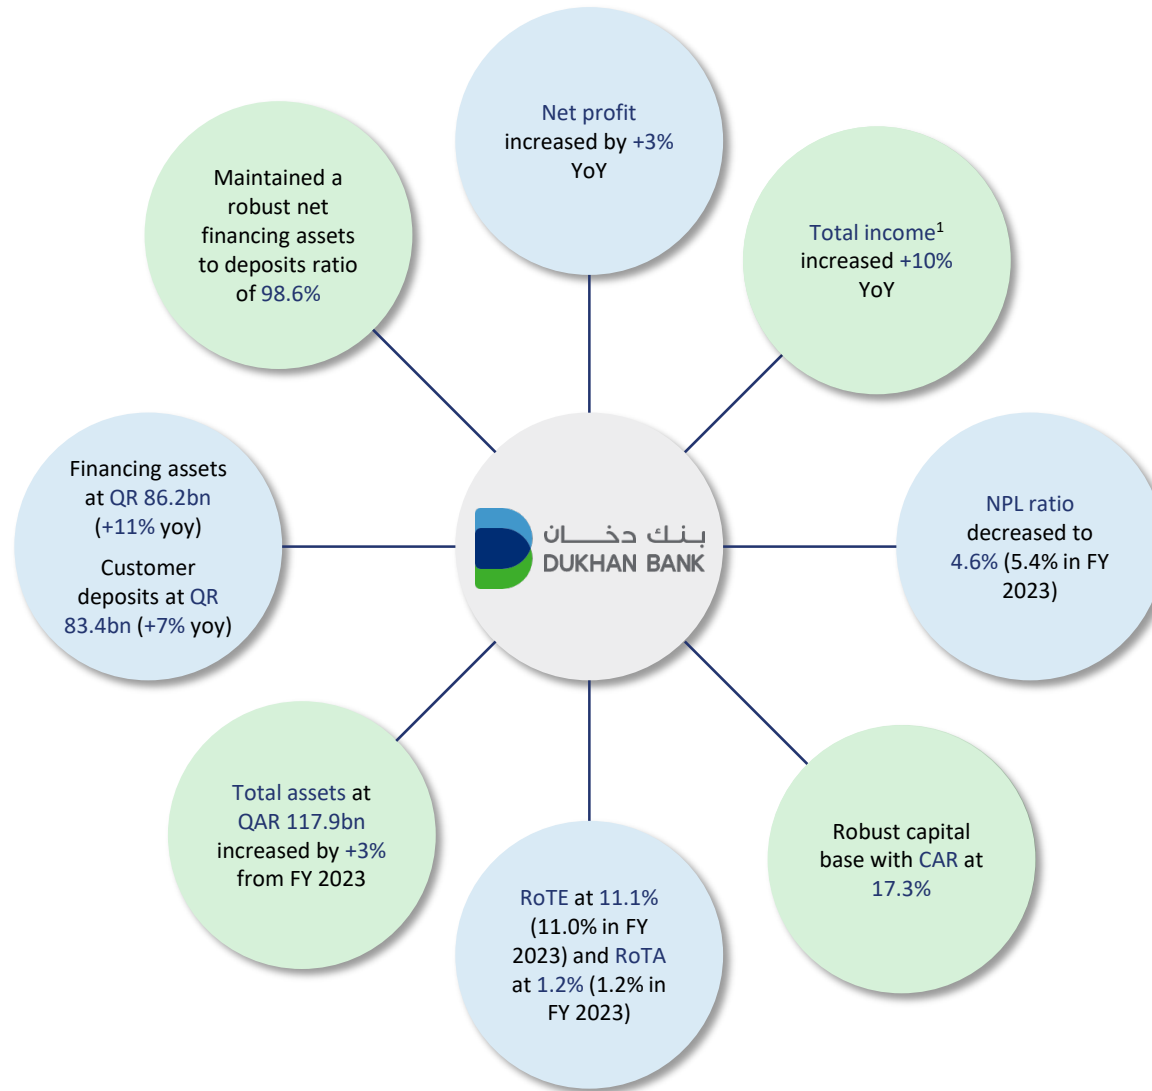 Net profit
increased by +3%
YoY
Total income¹
increased +10%
YoY
NPL ratio
decreased to
4.6% (5.4% in FY
2023)
Robust capital
base with CAR at
17.3%
RoTE at 11.1%
(11.0% in FY
2023) and RoTA
at 1.2% (1.2% in
FY 2023)
Total assets at
QAR 117.9bn
increased by +3%
from FY 2023
Financing assets
at QR 86.2bn
(+11% yoy)
Customer
deposits at QR
83.4bn (+7% yoy)
Maintained a
robust net
financing assets
to deposits ratio
of 98.6%
بنك دخان
DUKHAN BANK